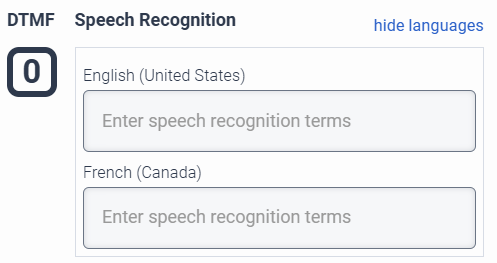 DTMF Speech Recognition hide languages
0
English (United States)
Enter speech recognition terms
French (Canada)
Enter speech recognition terms